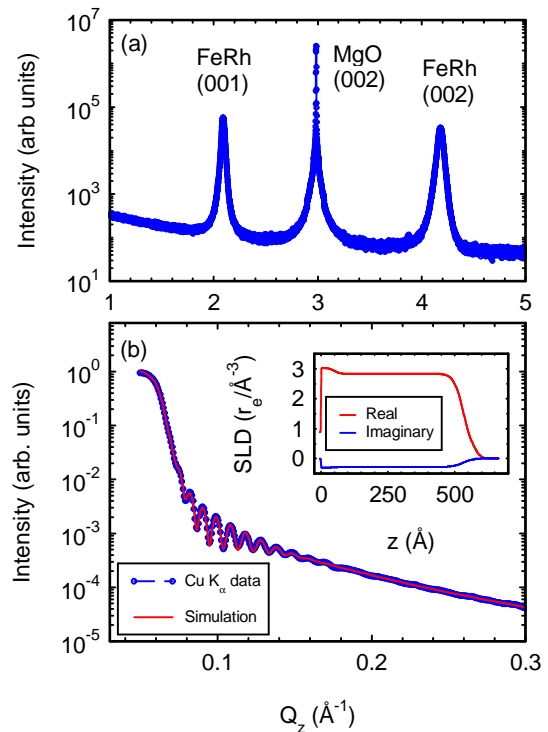 (a)
FeRh
(001)
MgO
(002)
FeRh
(002)
Intensity (arb units)
10^7
10^5
10^3
10^1
1 2 3 4 5
(b)
Intensity (arb. units)
10^0
10^-1
10^-2
10^-3
10^-4
10^-5
SLD (r_e/Å^-3)
3
2
1
0
Real
Imaginary
0 250 500
z (Å)
Cu K_α data
Simulation
0.1 0.2 0.3
Q_z (Å^-1)